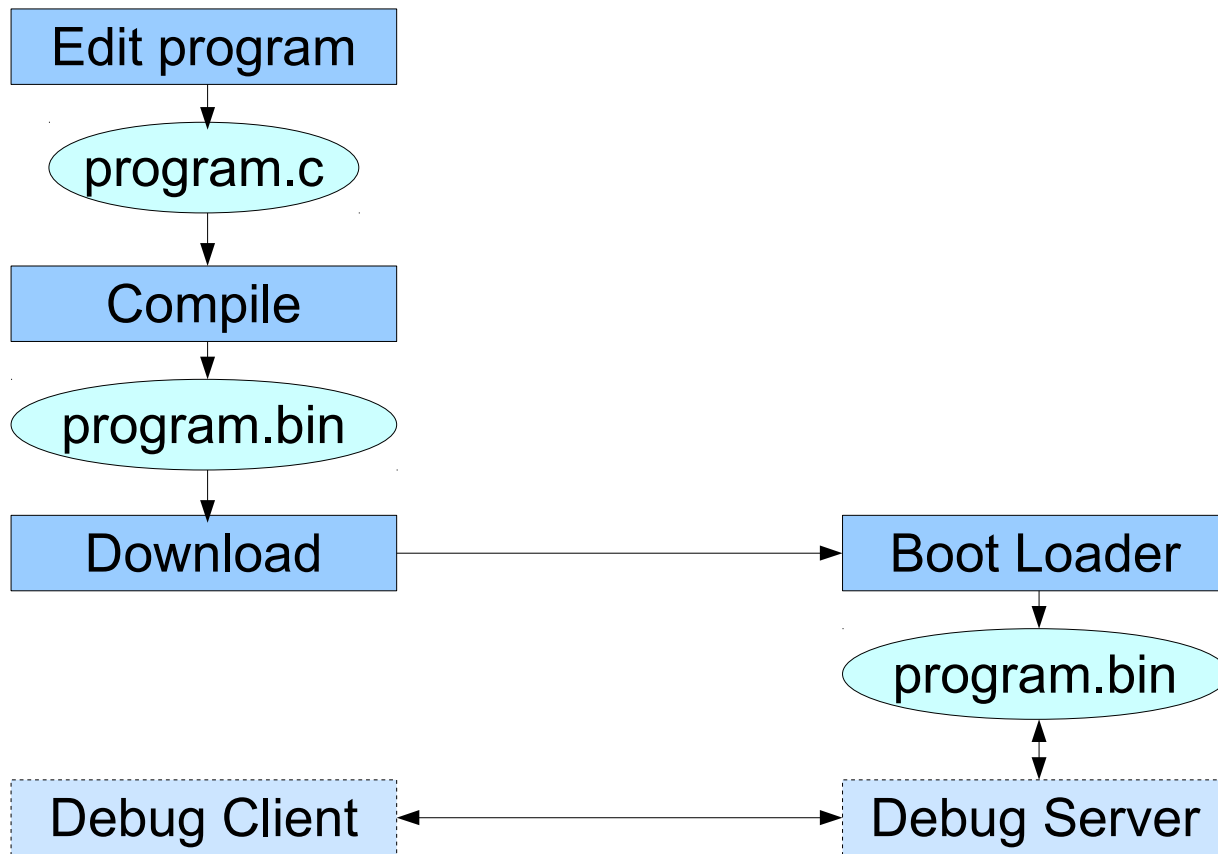 Edit program
program.c
Compile
program.bin
Download
Boot Loader
program.bin
Debug Client
Debug Server